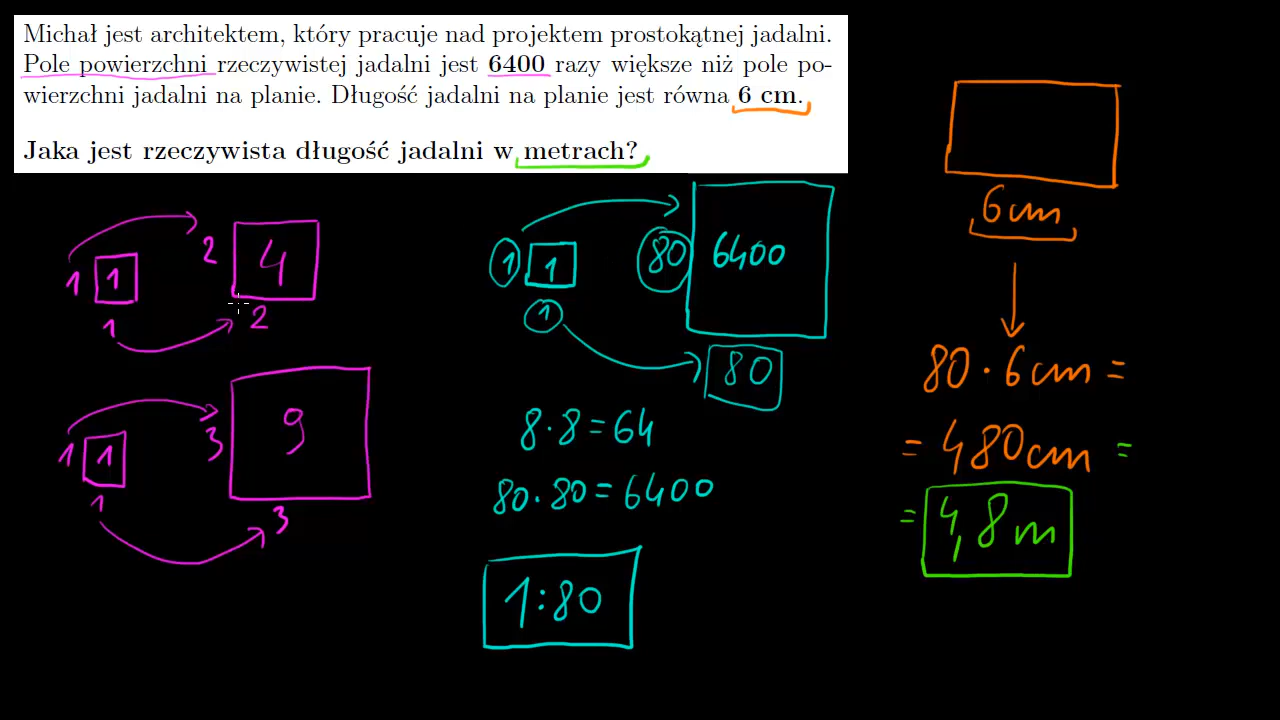 Michał jest architektem, który pracuje nad projektem prostokątnej jadalni.
Pole powierzchni rzeczywistej jadalni jest 6400 razy większe niż pole po-
wierzchni jadalni na planie. Długość jadalni na planie jest równa 6 cm.
Jaka jest rzeczywista długość jadalni w metrach?
1 1
1
2 4
2
1 1
1
3 9
3
1 1
1
80 6400
80
8·8=64
80·80=6400
1:80
6cm
80·6cm=
=480cm=
=4,8m